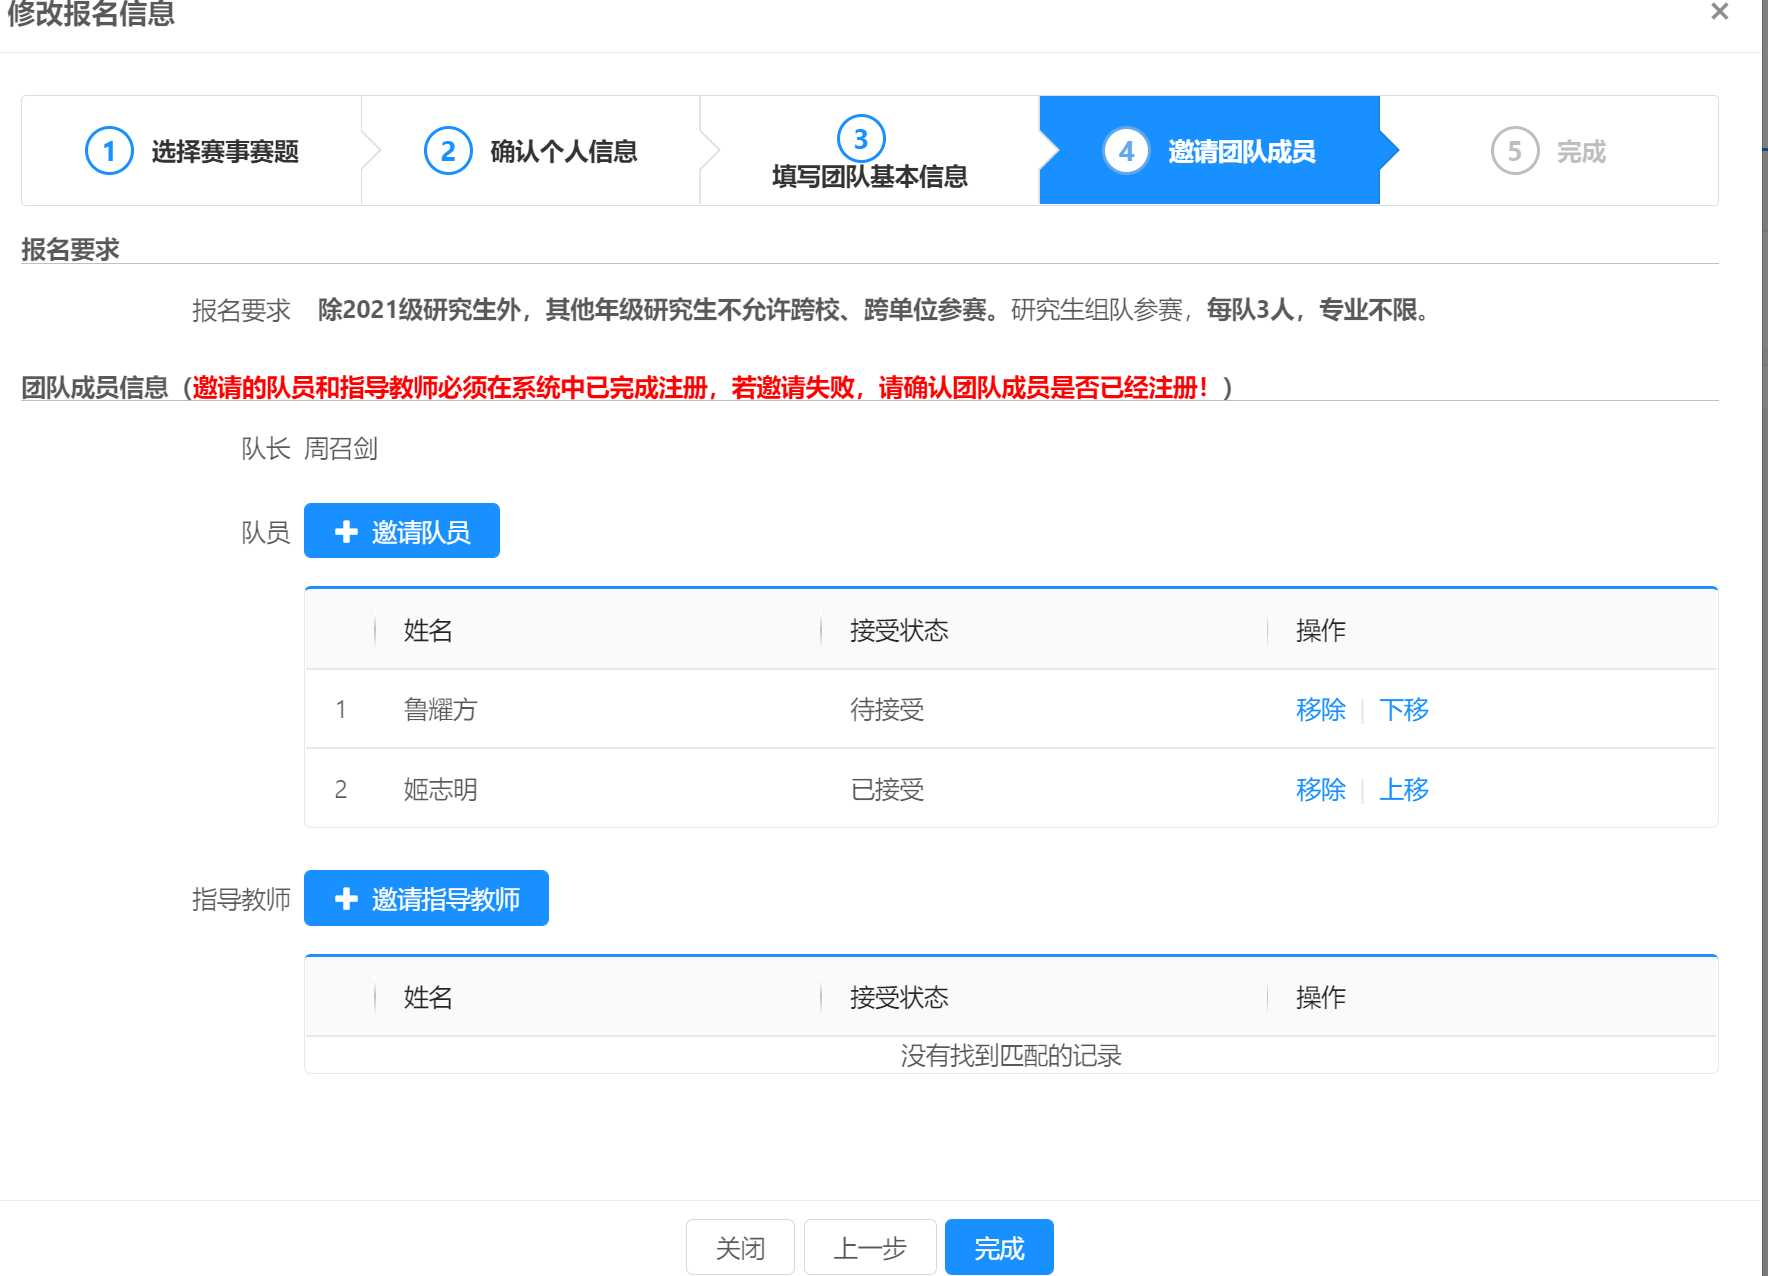 修改报名信息
×
1 选择赛事赛题
2 确认个人信息
3
填写团队基本信息
4 邀请团队成员
5 完成
报名要求
报名要求 除2021级研究生外，其他年级研究生不允许跨校、跨单位参赛。研究生组队参赛，每队3人，专业不限。
团队成员信息（邀请的队员和指导教师必须在系统中已完成注册，若邀请失败，请确认团队成员是否已经注册！）
队长 周召剑
队员 邀请队员
姓名 接受状态 操作
1 鲁耀方 待接受 移除 下移
2 姬志明 已接受 移除 上移
指导教师 邀请指导教师
姓名 接受状态 操作
没有找到匹配的记录
关闭 上一步 完成